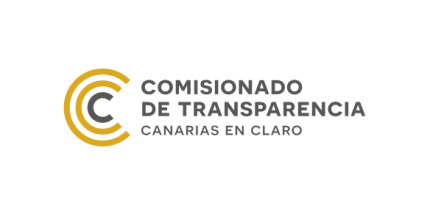 COMISIONADO
DE TRANSPARENCIA
CANARIAS EN CLARO